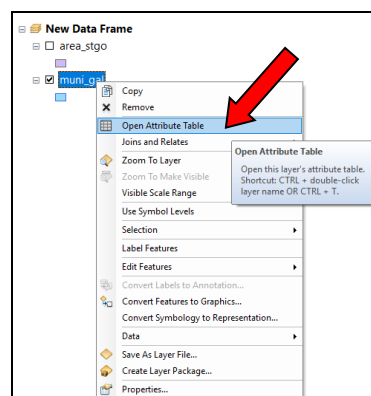 New Data Frame
area_stgo
muni_gal
Copy
Remove
Open Attribute Table
Joins and Relates
Zoom To Layer
Zoom To Make Visible
Visible Scale Range
Use Symbol Levels
Selection
Label Features
Edit Features
Convert Labels to Annotation...
Convert Features to Graphics...
Convert Symbology to Representation...
Data
Save As Layer File...
Create Layer Package...
Properties...
Open Attribute Table
Open this layer's attribute table.
Shortcut: CTRL + double-click
layer name OR CTRL + T.